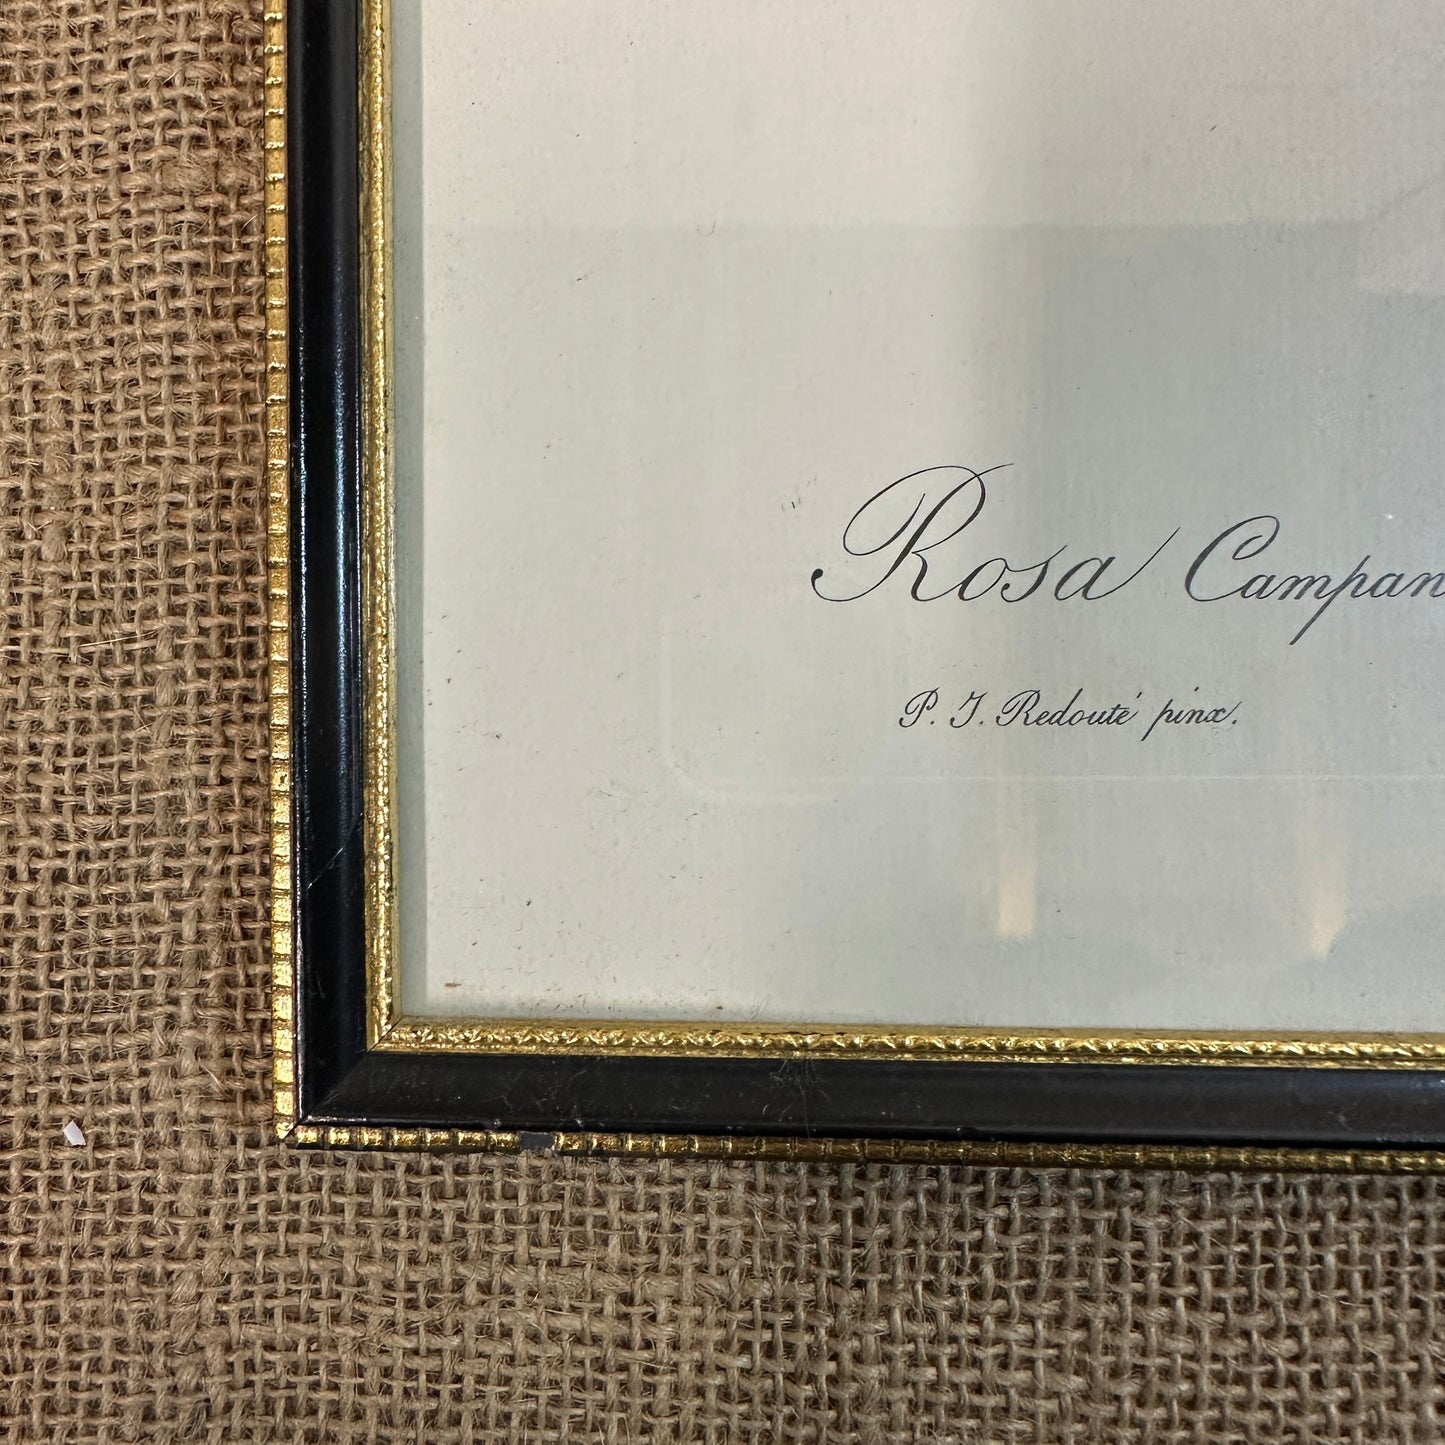 Rosa Campan
P. J. Redouté pinx.